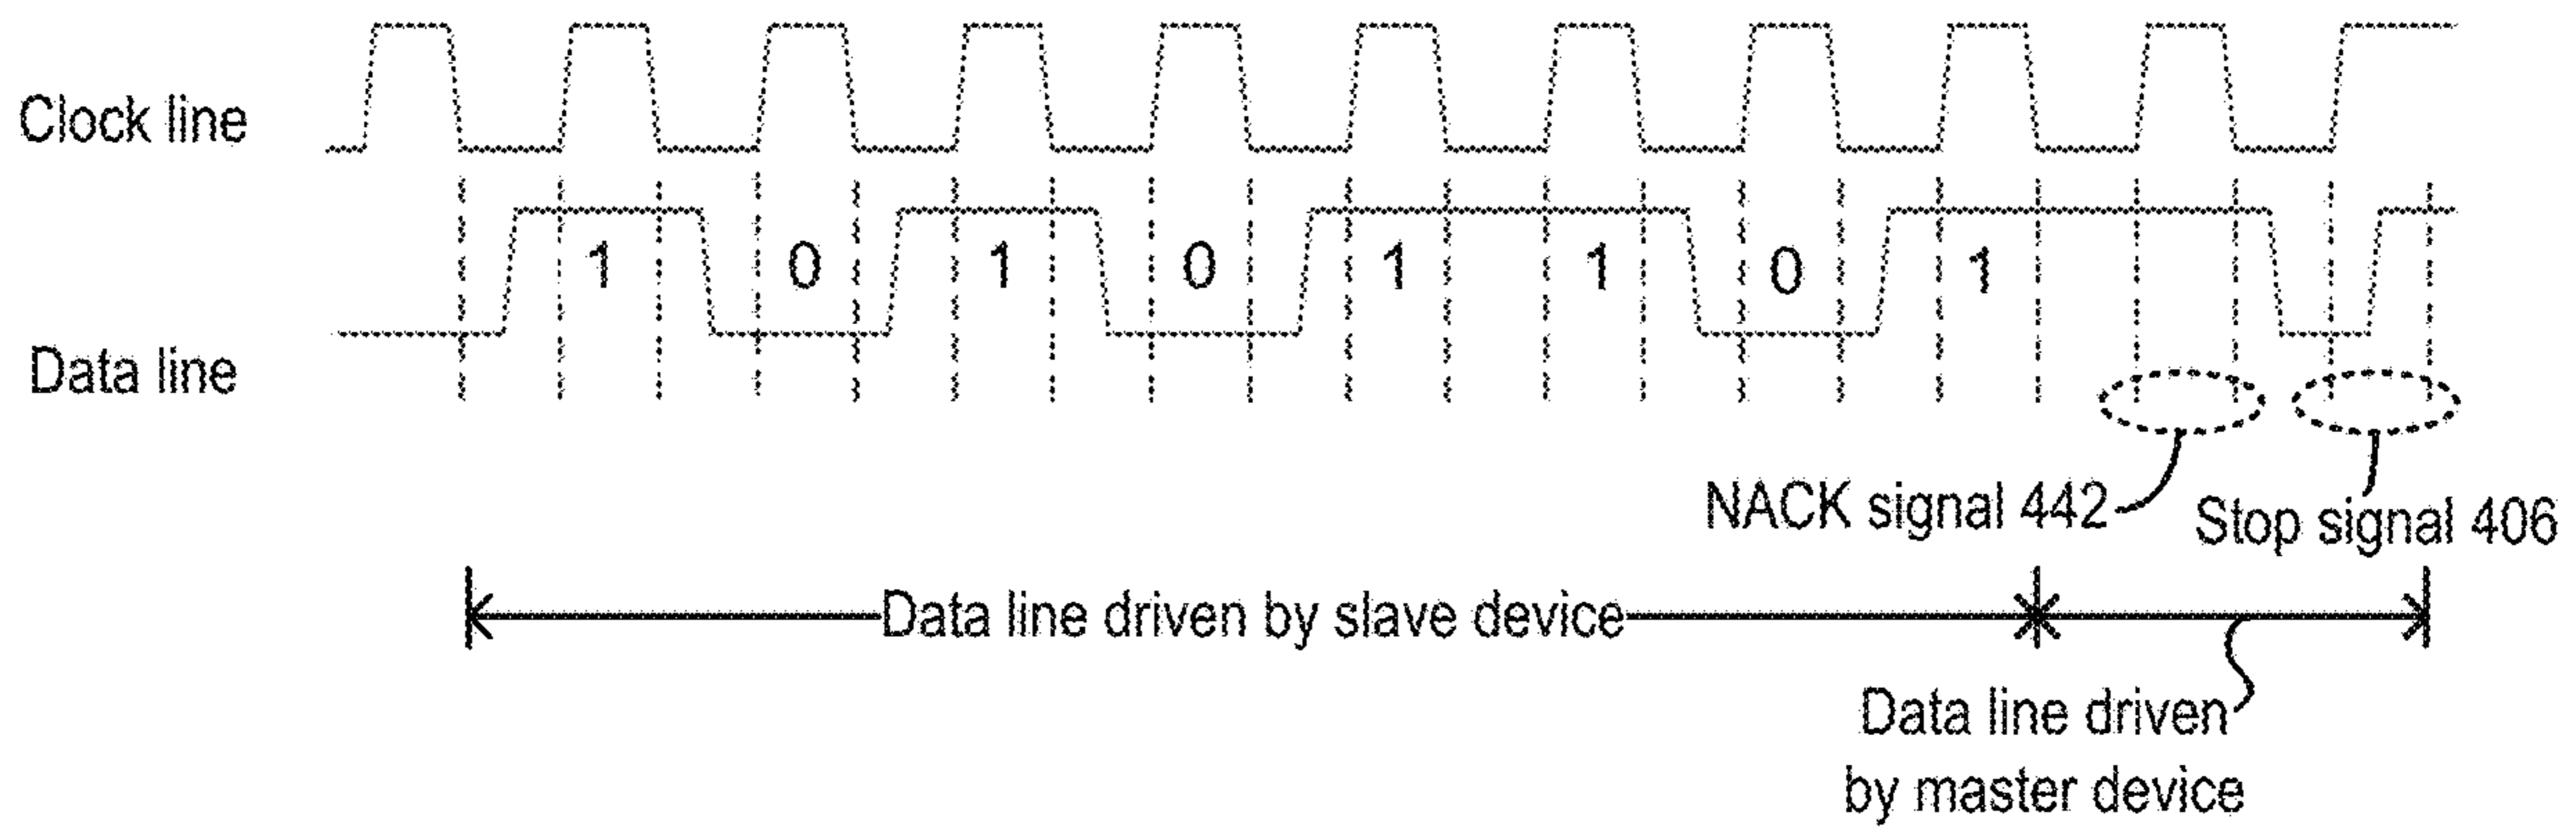 Clock line
1 0 1 0 1 1 0 1
Data line
NACK signal 442
Stop signal 406
Data line driven by slave device
Data line driven
by master device